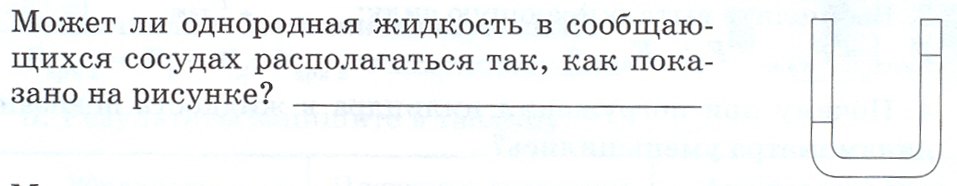 Может ли однородная жидкость в сообщаю-
щихся сосудах располагаться так, как пока-
зано на рисунке?